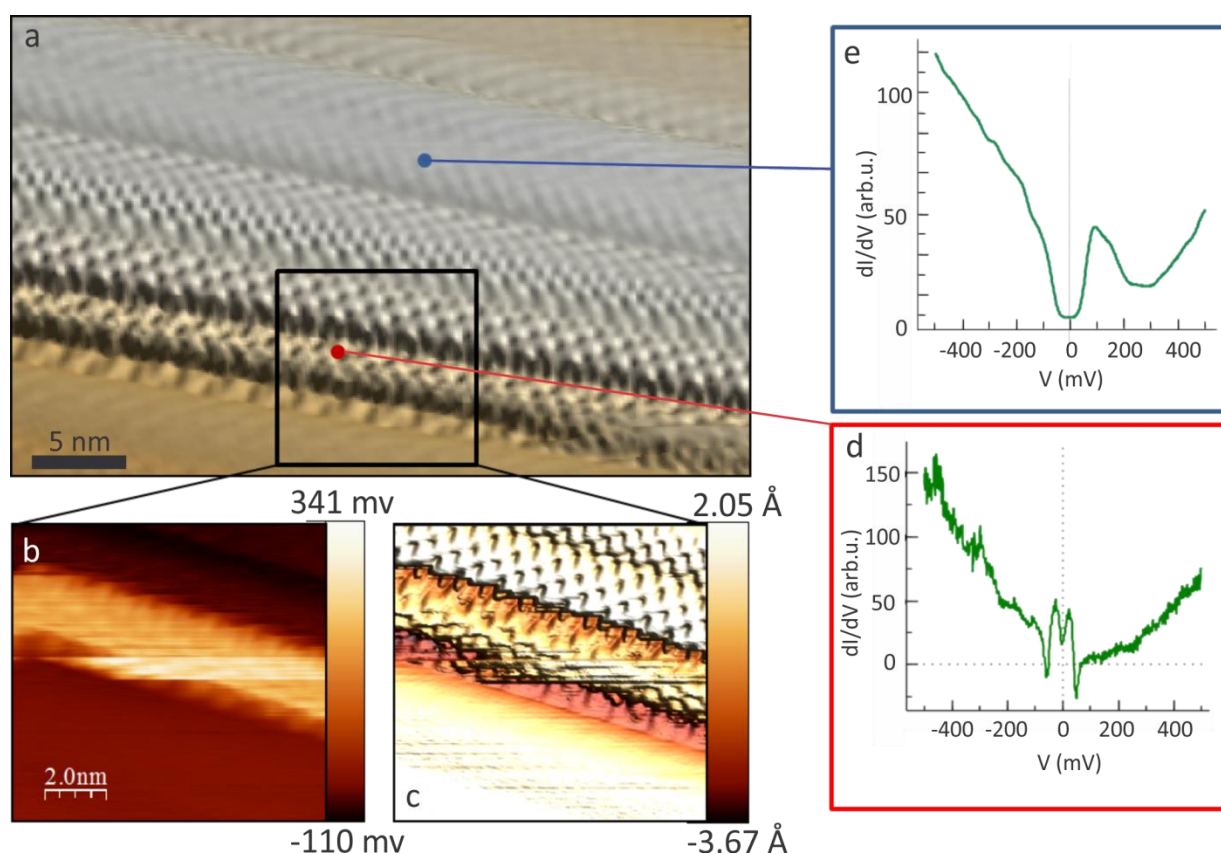 a
5 nm
341 mv
b
2.0nm
-110 mv
2.05 Å
c
-3.67 Å
e
100
50
0
dI/dV (arb.u.)
-400 -200 0 200 400
V (mV)
d
150
100
50
0
dI/dV (arb.u.)
-400 -200 0 200 400
V (mV)